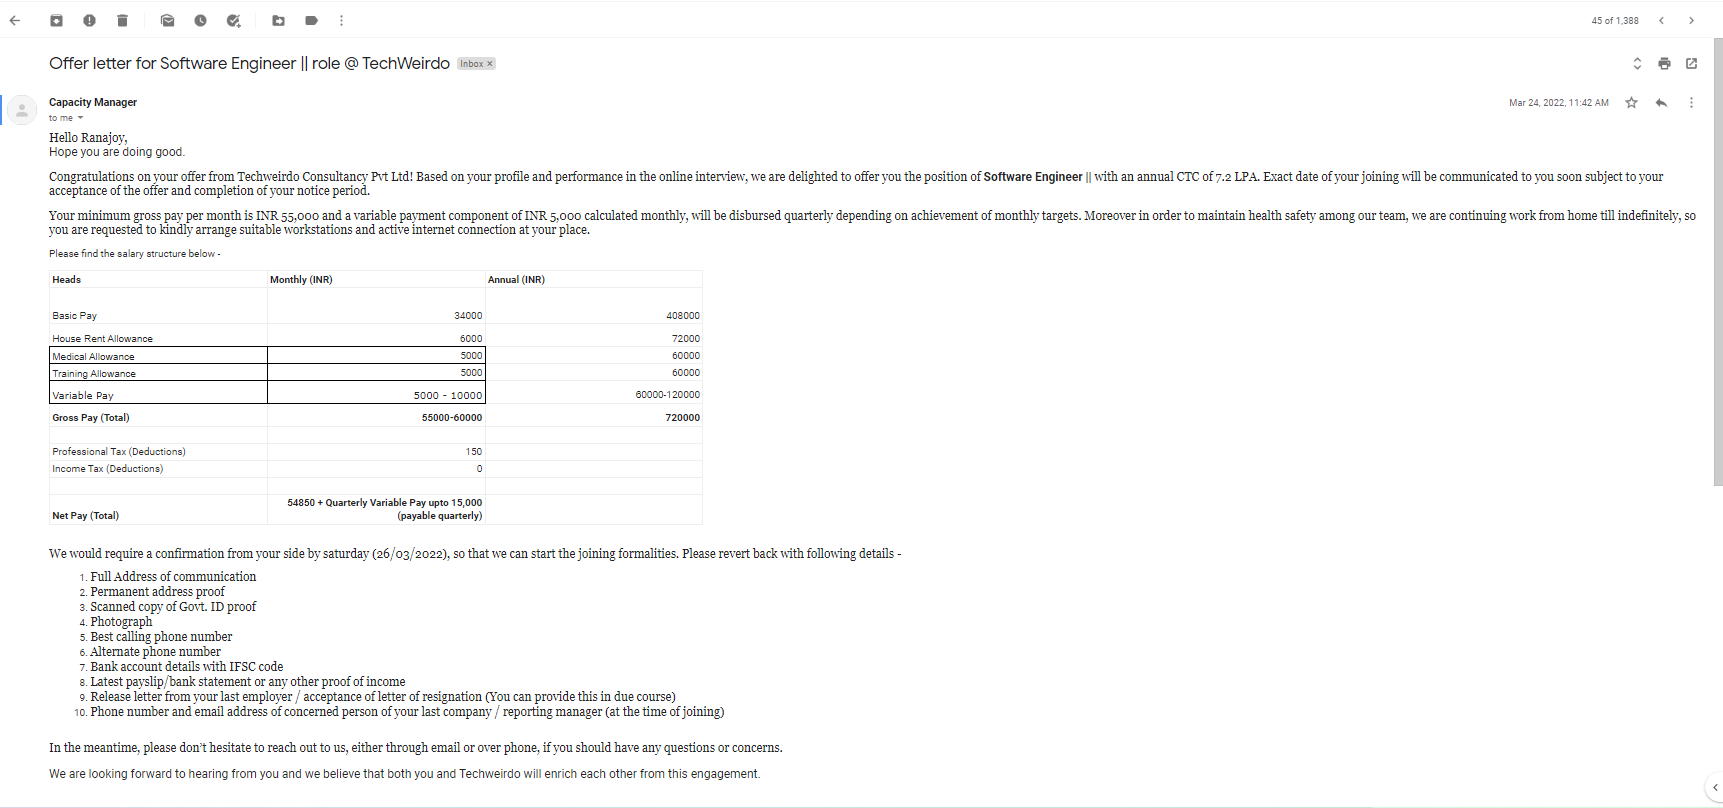 45 of 1,388
Offer letter for Software Engineer || role @ TechWeirdo Inbox x
Capacity Manager
Mar 24, 2022, 11:42 AM
to me
Hello Ranajoy,
Hope you are doing good.
Congratulations on your offer from Techweirdo Consultancy Pvt Ltd! Based on your profile and performance in the online interview, we are delighted to offer you the position of Software Engineer || with an annual CTC of 7.2 LPA. Exact date of your joining will be communicated to you soon subject to your
acceptance of the offer and completion of your notice period.
Your minimum gross pay per month is INR 55,000 and a variable payment component of INR 5,000 calculated monthly, will be disbursed quarterly depending on achievement of monthly targets. Moreover in order to maintain health safety among our team, we are continuing work from home till indefinitely, so
you are requested to kindly arrange suitable workstations and active internet connection at your place.
Please find the salary structure below -
Heads Monthly (INR) Annual (INR)
Basic Pay 34000 408000
House Rent Allowance 6000 72000
Medical Allowance 5000 60000
Training Allowance 5000 60000
Variable Pay 5000 - 10000 60000-120000
Gross Pay (Total) 55000-60000 720000
Professional Tax (Deductions) 150
Income Tax (Deductions) 0
54850 + Quarterly Variable Pay upto 15,000
Net Pay (Total) (payable quarterly)
We would require a confirmation from your side by saturday (26/03/2022), so that we can start the joining formalities. Please revert back with following details -
1. Full Address of communication
2. Permanent address proof
3. Scanned copy of Govt. ID proof
4. Photograph
5. Best calling phone number
6. Alternate phone number
7. Bank account details with IFSC code
8. Latest payslip/bank statement or any other proof of income
9. Release letter from your last employer / acceptance of letter of resignation (You can provide this in due course)
10. Phone number and email address of concerned person of your last company / reporting manager (at the time of joining)
In the meantime, please don't hesitate to reach out to us, either through email or over phone, if you should have any questions or concerns.
We are looking forward to hearing from you and we believe that both you and Techweirdo will enrich each other from this engagement.